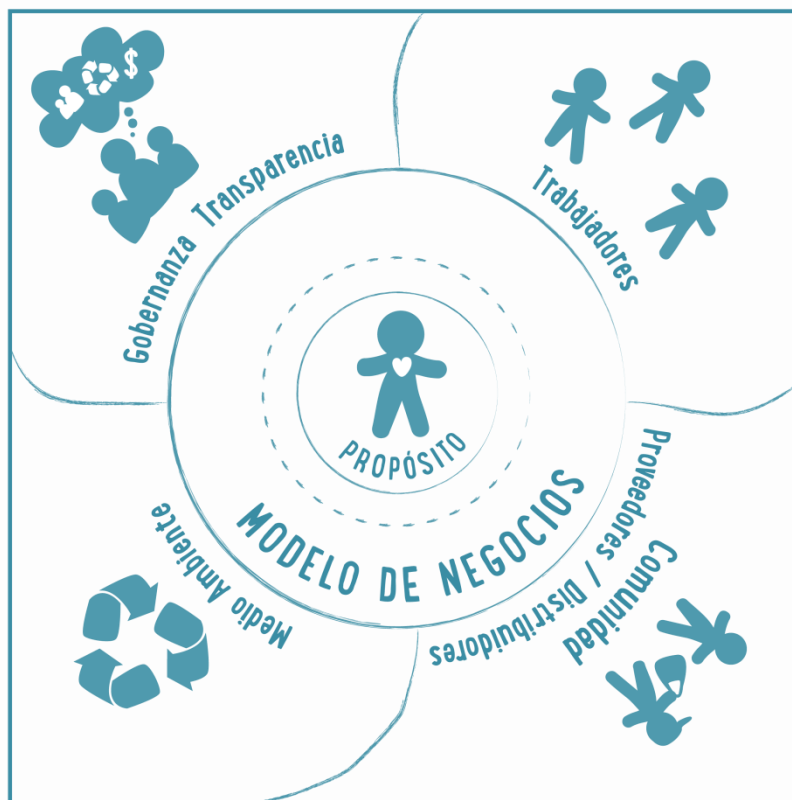 $
Gobernanza Transparencia
Trabajadores
PROPÓSITO
MODELO DE NEGOCIOS
Medio Ambiente
Proveedores / Distribuidores
Comunidad